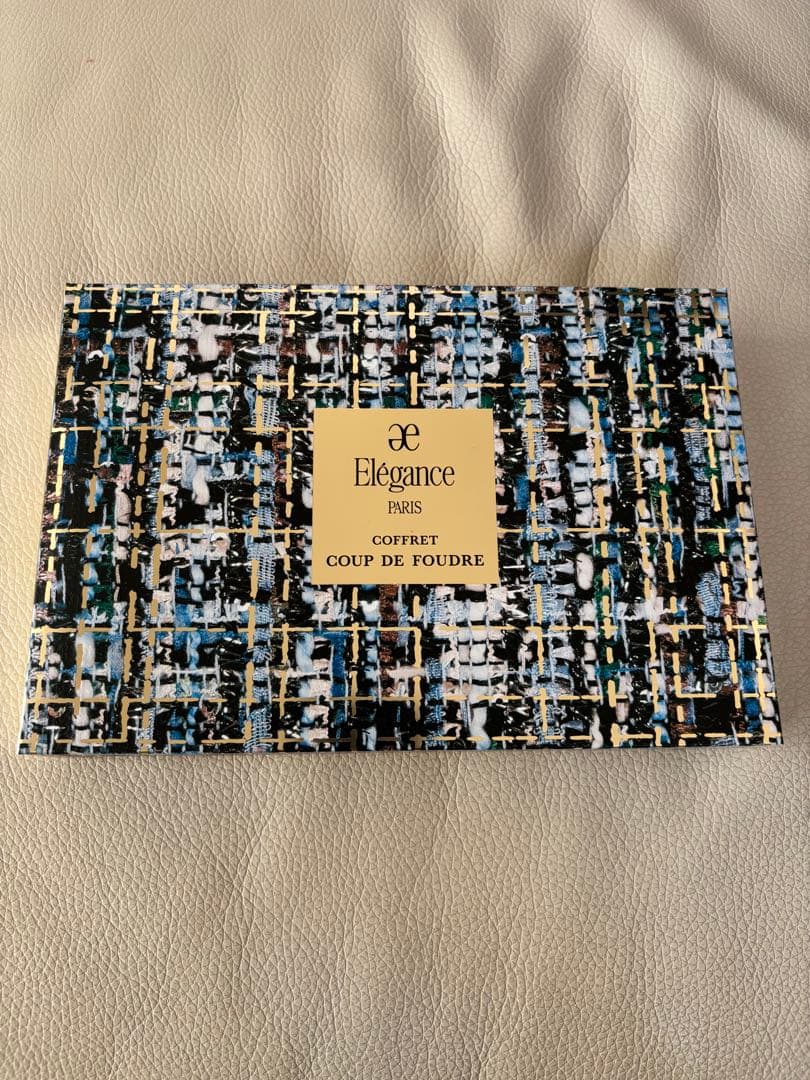 æ
Elégance
PARIS
COFFRET
COUP DE FOUDRE